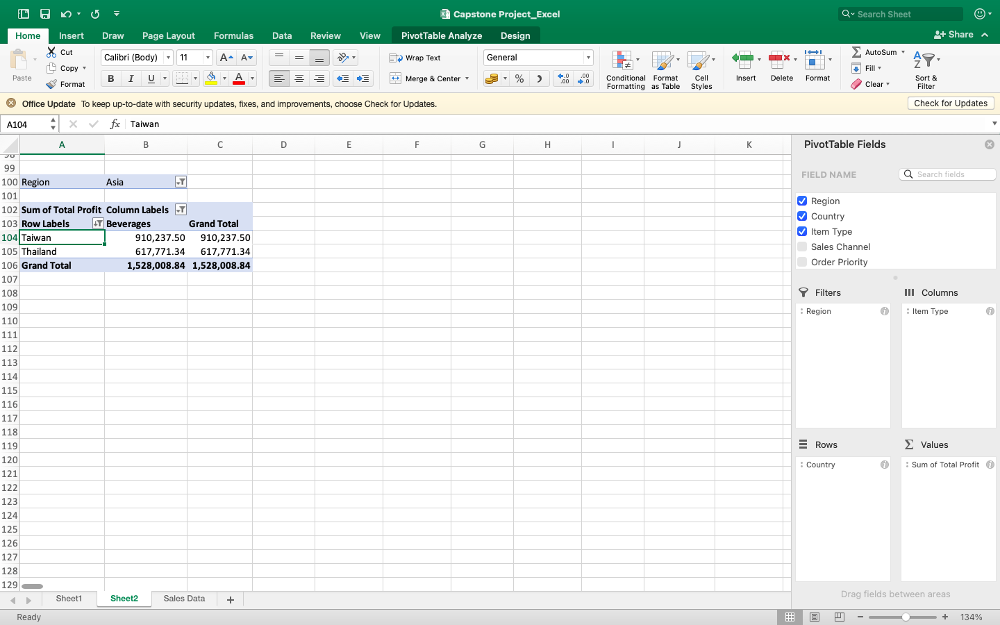 Capstone Project_Excel
Search Sheet
Home Insert Draw Page Layout Formulas Data Review View PivotTable Analyze Design
Share
Paste
Cut
Copy
Format
Calibri (Body) 11
B I U
Wrap Text
Merge & Center
General
Conditional Formatting
Format as Table
Cell Styles
Insert
Delete
Format
AutoSum
Fill
Clear
Sort & Filter
Office Update To keep up-to-date with security updates, fixes, and improvements, choose Check for Updates.
Check for Updates
A104 fx Taiwan
A B C D E F G H I J K
98
99
100 Region Asia
101
102 Sum of Total Profit Column Labels
103 Row Labels Beverages Grand Total
104 Taiwan 910,237.50 910,237.50
105 Thailand 617,771.34 617,771.34
106 Grand Total 1,528,008.84 1,528,008.84
107
108
109
110
111
112
113
114
115
116
117
118
119
120
121
122
123
124
125
126
127
128
129
PivotTable Fields
FIELD NAME
Search fields
Region
Country
Item Type
Sales Channel
Order Priority
Filters
Columns
Region
Item Type
Rows
Values
Country
Sum of Total Profit
Drag fields between areas
Sheet1 Sheet2 Sales Data +
Ready
134%